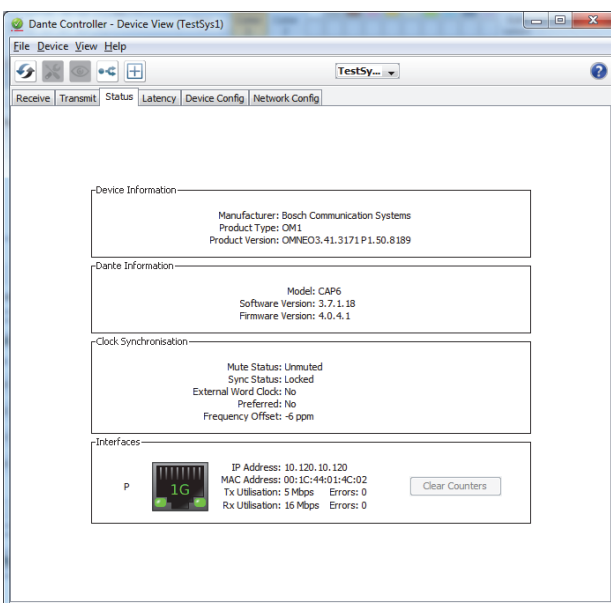 Dante Controller - Device View (TestSys1)
File Device View Help
TestSy...
Receive Transmit Status Latency Device Config Network Config
Device Information
Manufacturer: Bosch Communication Systems
Product Type: OM1
Product Version: OMNEO3.41.3171 P1.50.8189
Dante Information
Model: CAP6
Software Version: 3.7.1.18
Firmware Version: 4.0.4.1
Clock Synchronisation
Mute Status: Unmuted
Sync Status: Locked
External Word Clock: No
Preferred: No
Frequency Offset: -6 ppm
Interfaces
P
1G
IP Address: 10.120.10.120
MAC Address: 00:1C:44:01:4C:02
Tx Utilisation: 5 Mbps Errors: 0
Rx Utilisation: 16 Mbps Errors: 0
Clear Counters